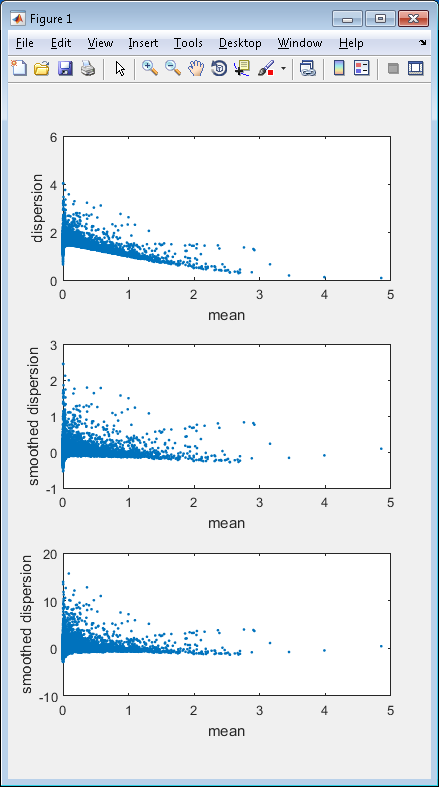 Figure 1
File Edit View Insert Tools Desktop Window Help
6
4
2
0
dispersion
0 1 2 3 4 5
mean
3
2
1
0
-1
smoothed dispersion
0 1 2 3 4 5
mean
20
10
0
-10
smoothed dispersion
0 1 2 3 4 5
mean